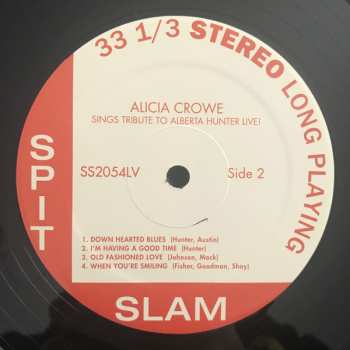 33 1/3 STEREO LONG PLAYING
ALICIA CROWE
SINGS TRIBUTE TO ALBERTA HUNTER LIVE!
SS2054LV
Side 2
1. DOWN HEARTED BLUES (Hunter, Austin)
2. I'M HAVING A GOOD TIME (Hunter)
3. OLD FASHIONED LOVE (Johnson, Mack)
4. WHEN YOU'RE SMILING (Fisher, Goodman, Shay)
SPIT
SLAM